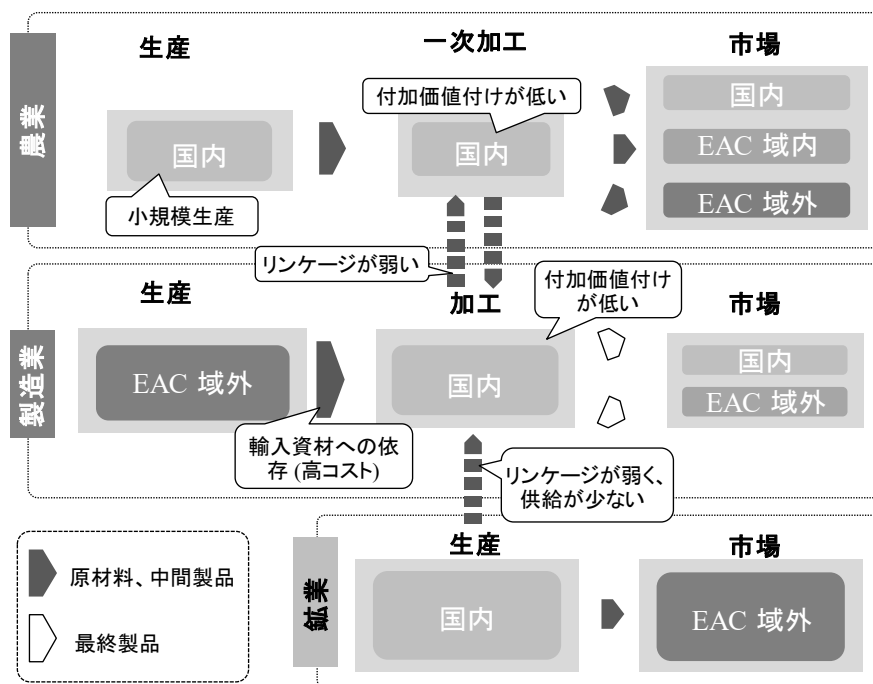 農業
生産
一次加工
市場
付加価値付けが低い
国内
国内
国内
EAC 域内
EAC 域外
小規模生産
リンケージが弱い
製造業
生産
加工
付加価値付け
が低い
市場
EAC 域外
国内
国内
EAC 域外
輸入資材への依
存 (高コスト)
リンケージが弱く、
供給が少ない
鉱業
生産
市場
国内
EAC 域外
原材料、中間製品
最終製品